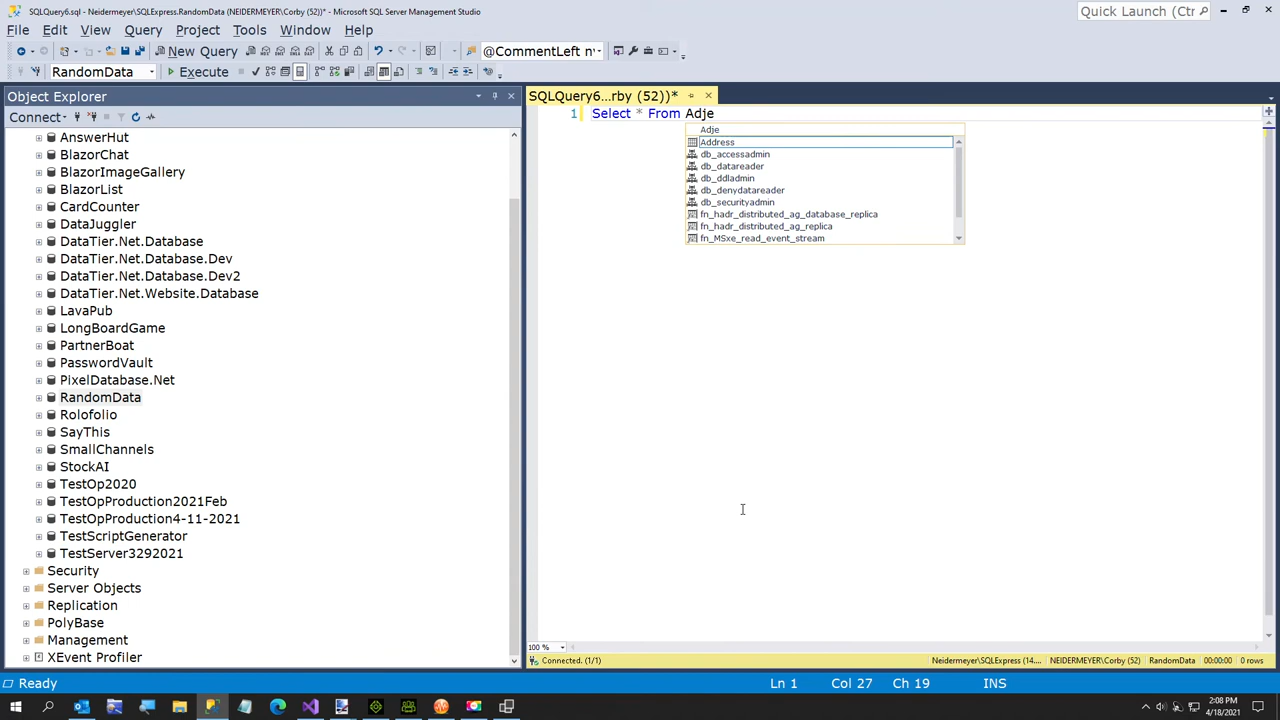 SQLQuery6.sql - Neidermeyer\SQLExpress.RandomData (NEIDERMEYER\Corby (52))* - Microsoft SQL Server Management Studio
Quick Launch (Ctr
File Edit View Query Project Tools Window Help
New Query @CommentLeft n
RandomData Execute
Object Explorer
SQLQuery6...rby (52))*
Connect
1 Select * From Adje
Adje
Address
db_accessadmin
db_datareader
db_ddladmin
db_denydatareader
db_securityadmin
fn_hadr_distributed_ag_database_replica
fn_hadr_distributed_ag_replica
fn_MSxe_read_event_stream
AnswerHut
BlazorChat
BlazorImageGallery
BlazorList
CardCounter
DataJuggler
DataTier.Net.Database
DataTier.Net.Database.Dev
DataTier.Net.Database.Dev2
DataTier.Net.Website.Database
LavaPub
LongBoardGame
PartnerBoat
PasswordVault
PixelDatabase.Net
RandomData
Rolofolio
SayThis
SmallChannels
StockAI
TestOp2020
TestOpProduction2021Feb
TestOpProduction4-11-2021
TestScriptGenerator
TestServer3292021
Security
Server Objects
Replication
PolyBase
Management
XEvent Profiler
100 %
Connected. (1/1) Neidermeyer\SQLExpress (14.... NEIDERMEYER\Corby (52) RandomData 00:00:00 0 rows
Ready Ln 1 Col 27 Ch 19 INS
2:08 PM
4/18/2021